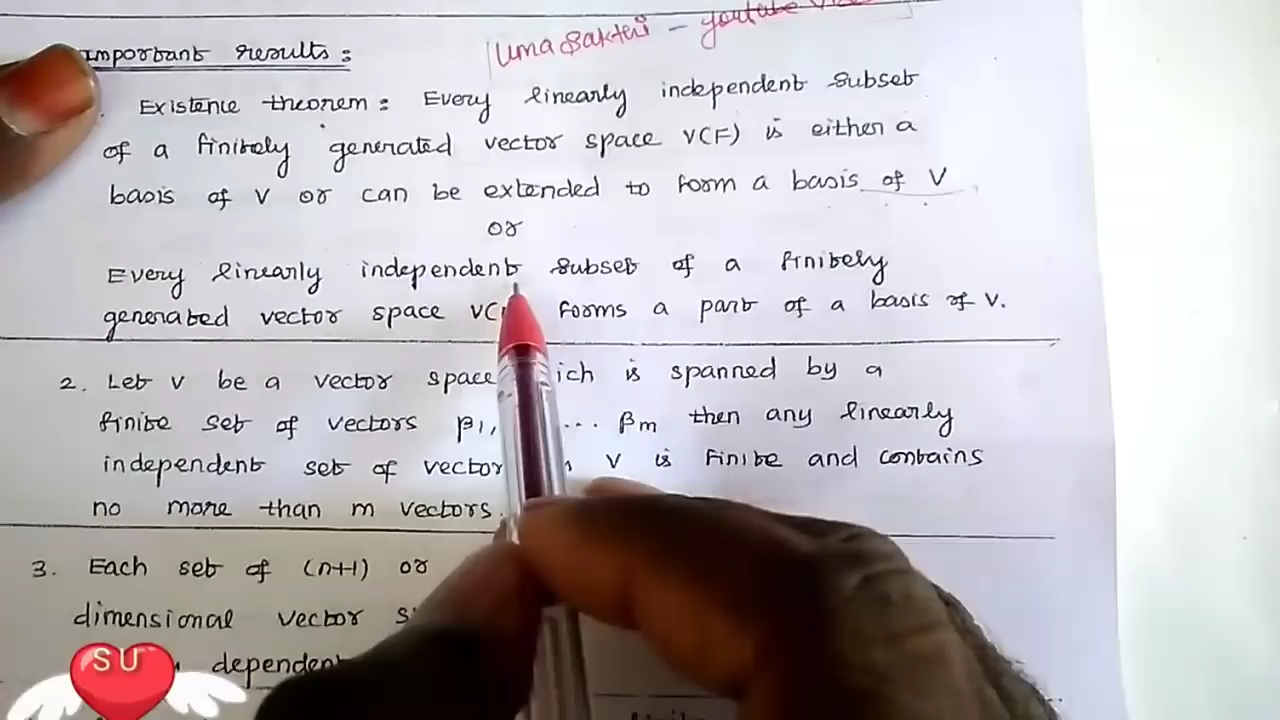 Important results:
Umasakthi – youtube
Existence theorem: Every linearly independent subset
of a finitely generated vector space V(F) is either a
basis of V or can be extended to form a basis of V
or
Every linearly independent subset of a finitely
generated vector space V( forms a part of a basis of V.
2. Let V be a vector space ich is spanned by a
finite set of vectors β1, ... βm then any linearly
independent set of vector V is finite and contains
no more than m vectors.
3. Each set of (n+1) or
dimensional vector s
dependent
SU